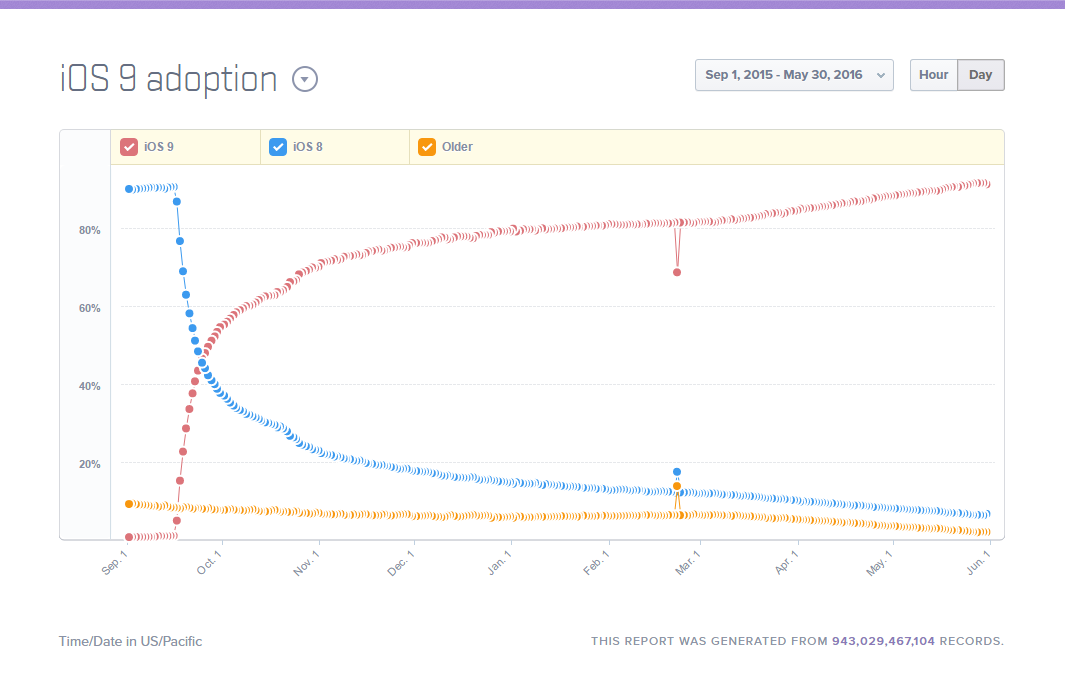 iOS 9 adoption
Sep 1, 2015 - May 30, 2016
Hour Day
iOS 9 iOS 8 Older
80%
60%
40%
20%
Sep. 1 Oct. 1 Nov. 1 Dec. 1 Jan. 1 Feb. 1 Mar. 1 Apr. 1 May. 1 Jun. 1
Time/Date in US/Pacific
THIS REPORT WAS GENERATED FROM 943,029,467,104 RECORDS.